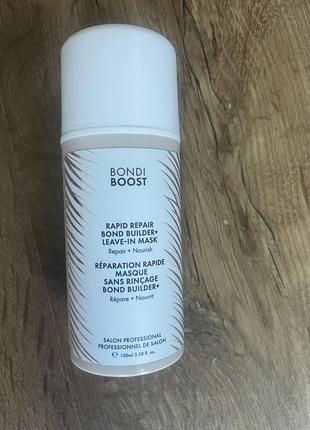 BONDI
BOOST
RAPID REPAIR
BOND BUILDER+
LEAVE-IN MASK
Repair + Nourish
RÉPARATION RAPIDE
MASQUE
SANS RINÇAGE
BOND BUILDER+
Répare + Nourrit
SALON PROFESSIONAL
PROFESSIONNEL DE SALON
℮ 100ml 3.38 fl. oz.